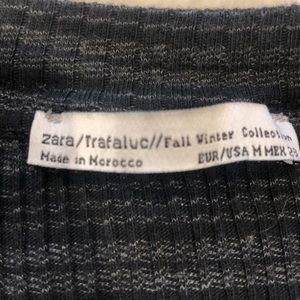 zara/Trafaluc//Fall Winter Collection
Made in Morocco EUR/USA M MEX 28